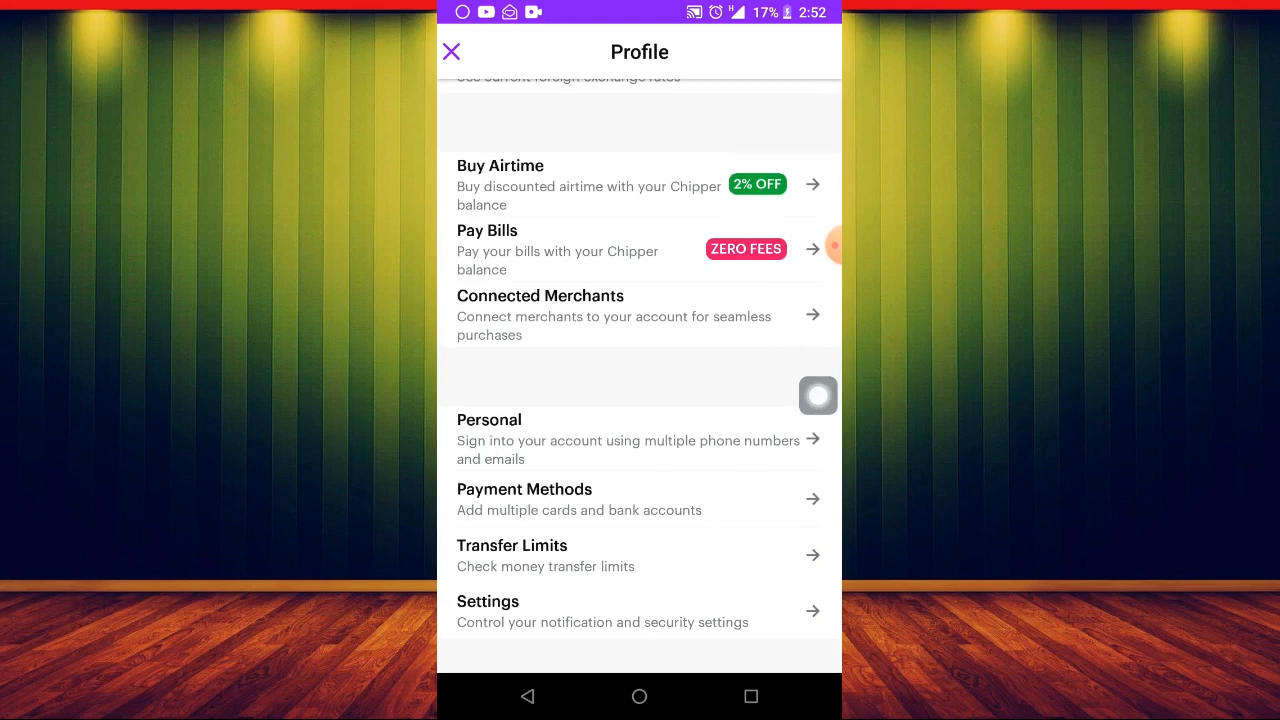 H 17% 2:52
Profile
See current foreign exchange rates
Buy Airtime
Buy discounted airtime with your Chipper
balance
2% OFF
Pay Bills
Pay your bills with your Chipper
balance
ZERO FEES
Connected Merchants
Connect merchants to your account for seamless
purchases
Personal
Sign into your account using multiple phone numbers
and emails
Payment Methods
Add multiple cards and bank accounts
Transfer Limits
Check money transfer limits
Settings
Control your notification and security settings